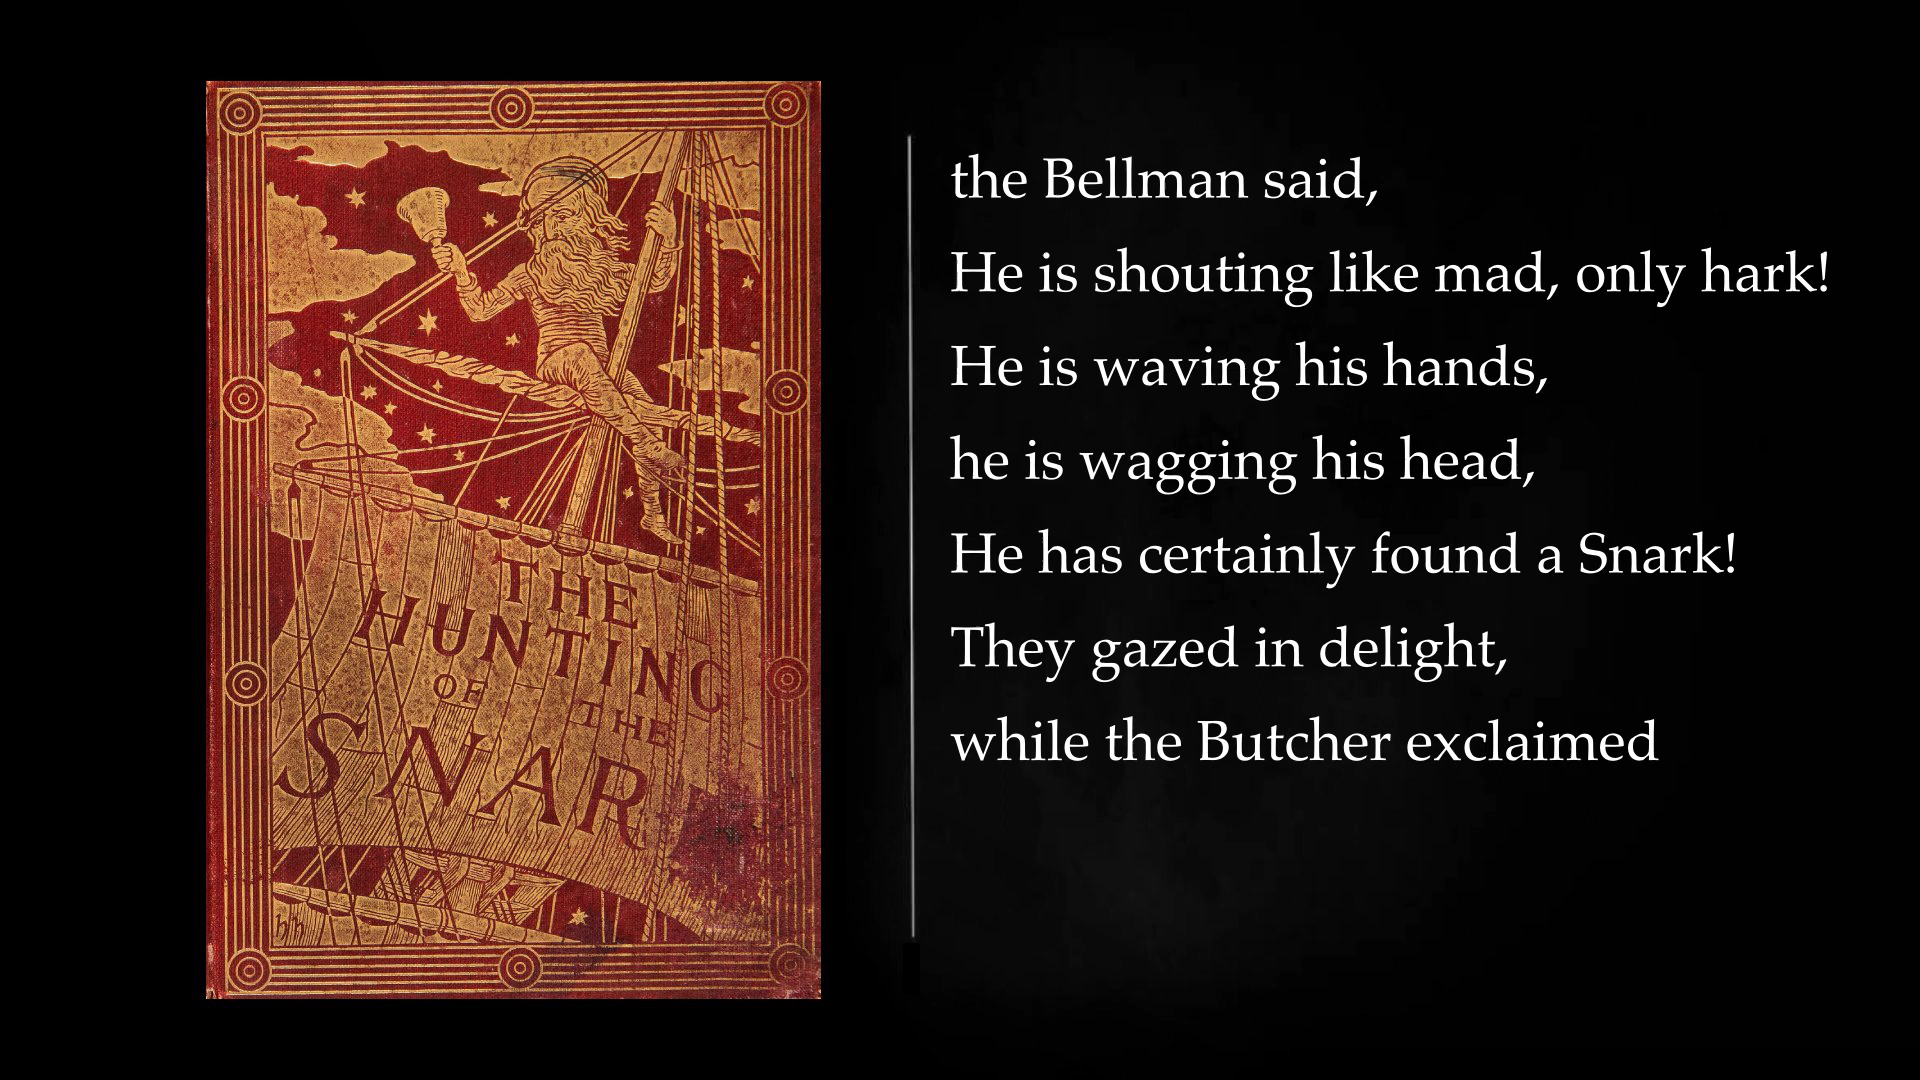 THE
HUNTING
OF THE
SNAR
the Bellman said,
He is shouting like mad, only hark!
He is waving his hands,
he is wagging his head,
He has certainly found a Snark!
They gazed in delight,
while the Butcher exclaimed